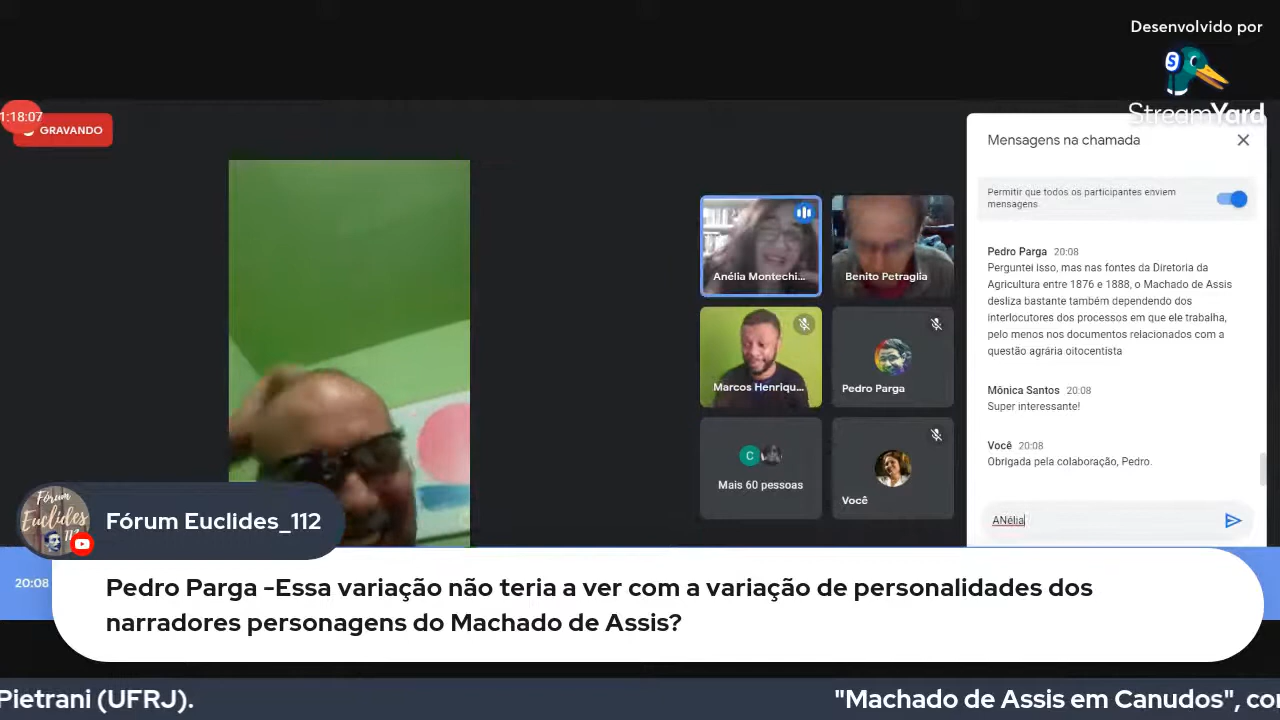 Desenvolvido por
StreamYard
1:18:07
GRAVANDO
Mensagens na chamada
Permitir que todos os participantes enviem
mensagens
Pedro Parga 20:08
Perguntei isso, mas nas fontes da Diretoria da
Agricultura entre 1876 e 1888, o Machado de Assis
desliza bastante também dependendo dos
interlocutores dos processos em que ele trabalha,
pelo menos nos documentos relacionados com a
questão agrária oitocentista
Mônica Santos 20:08
Super interessante!
Você 20:08
Obrigada pela colaboração, Pedro.
ANélia
Anélia Montechi...
Benito Petraglia
Marcos Henriqu...
Pedro Parga
C
Mais 60 pessoas
Você
Fórum
Euclides
112
Fórum Euclides_112
20:08
Pedro Parga -Essa variação não teria a ver com a variação de personalidades dos
narradores personagens do Machado de Assis?
Pietrani (UFRJ). "Machado de Assis em Canudos", co